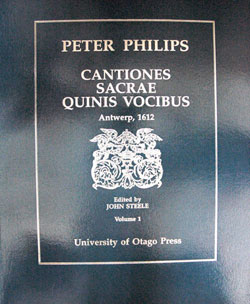 PETER PHILIPS
CANTIONES
SACRAE
QUINIS VOCIBUS
Antwerp, 1612
Edited by
JOHN STEELE
Volume 1
University of Otago Press